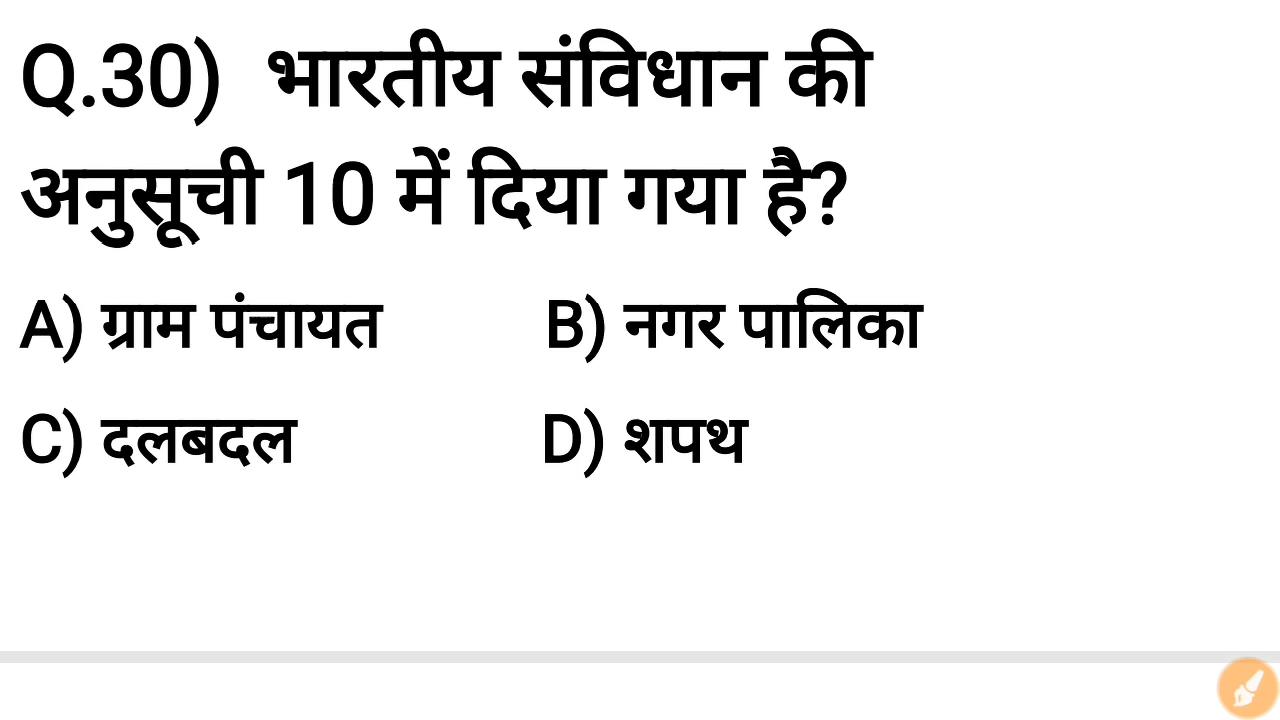 Q.30) भारतीय संविधान की
अनुसूची 10 में दिया गया है?
A) ग्राम पंचायत B) नगर पालिका
C) दलबदल D) शपथ